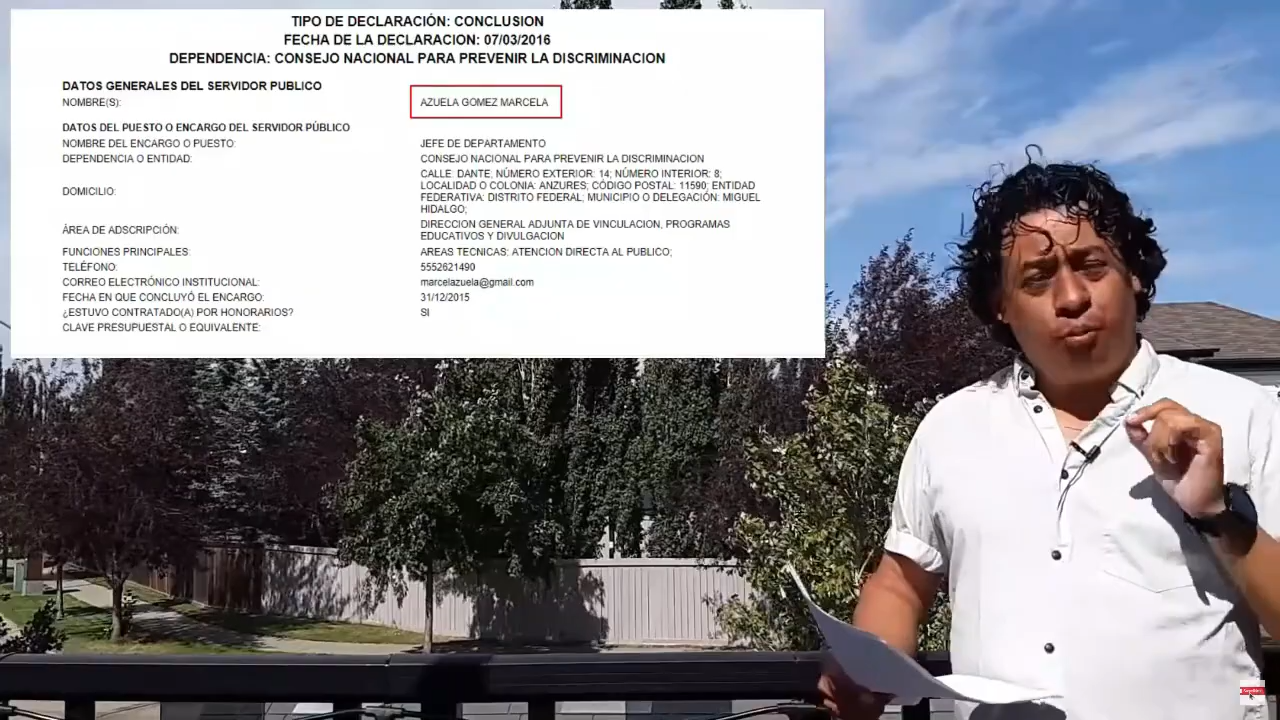 TIPO DE DECLARACIÓN: CONCLUSION
FECHA DE LA DECLARACION: 07/03/2016
DEPENDENCIA: CONSEJO NACIONAL PARA PREVENIR LA DISCRIMINACION
DATOS GENERALES DEL SERVIDOR PUBLICO
NOMBRE(S): AZUELA GOMEZ MARCELA
DATOS DEL PUESTO O ENCARGO DEL SERVIDOR PÚBLICO
NOMBRE DEL ENCARGO O PUESTO: JEFE DE DEPARTAMENTO
DEPENDENCIA O ENTIDAD: CONSEJO NACIONAL PARA PREVENIR LA DISCRIMINACION
DOMICILIO: CALLE: DANTE; NÚMERO EXTERIOR: 14; NÚMERO INTERIOR: 8;
LOCALIDAD O COLONIA: ANZURES; CÓDIGO POSTAL: 11590; ENTIDAD
FEDERATIVA: DISTRITO FEDERAL; MUNICIPIO O DELEGACIÓN: MIGUEL
HIDALGO;
ÁREA DE ADSCRIPCIÓN: DIRECCION GENERAL ADJUNTA DE VINCULACION, PROGRAMAS
EDUCATIVOS Y DIVULGACION
FUNCIONES PRINCIPALES: AREAS TECNICAS: ATENCION DIRECTA AL PUBLICO;
TELÉFONO: 5552621490
CORREO ELECTRÓNICO INSTITUCIONAL: marcelazuela@gmail.com
FECHA EN QUE CONCLUYÓ EL ENCARGO: 31/12/2015
¿ESTUVO CONTRATADO(A) POR HONORARIOS? SI
CLAVE PRESUPUESTAL O EQUIVALENTE: